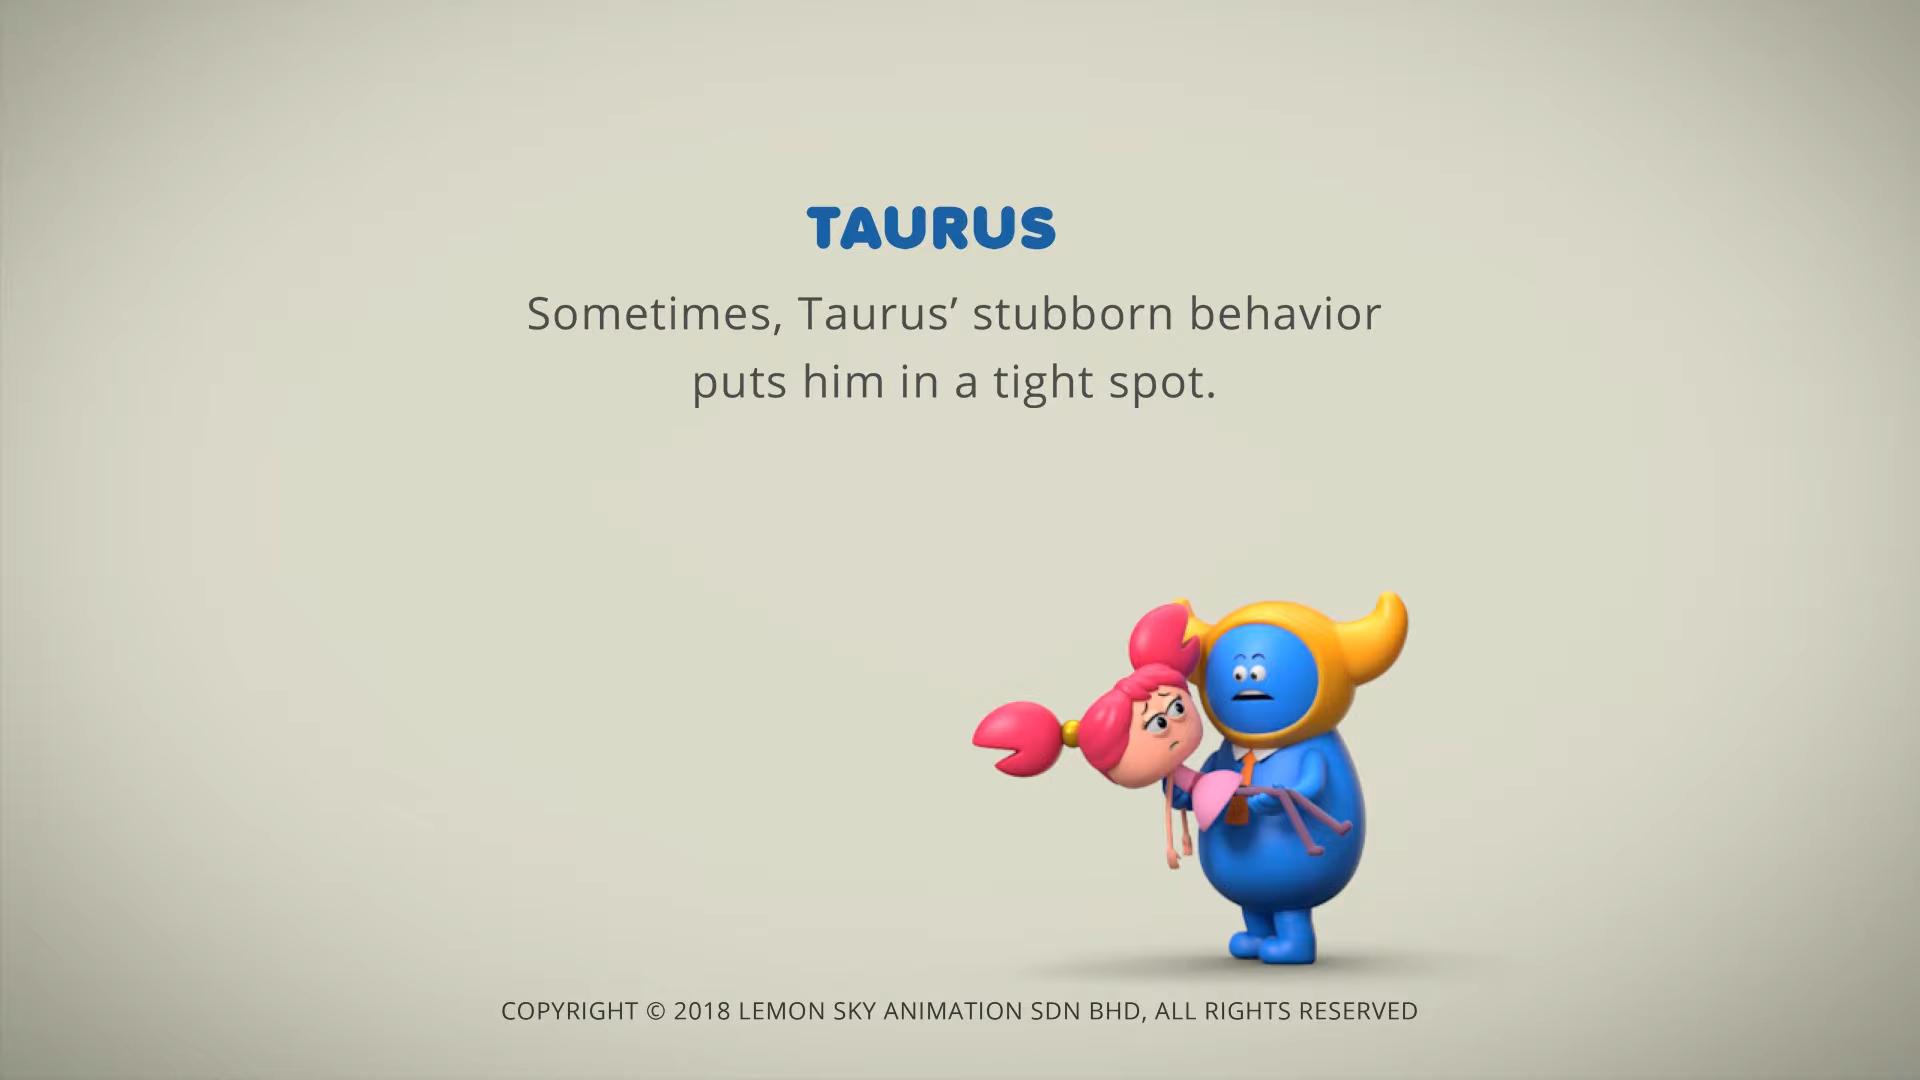 TAURUS
Sometimes, Taurus’ stubborn behavior
puts him in a tight spot.
COPYRIGHT © 2018 LEMON SKY ANIMATION SDN BHD, ALL RIGHTS RESERVED